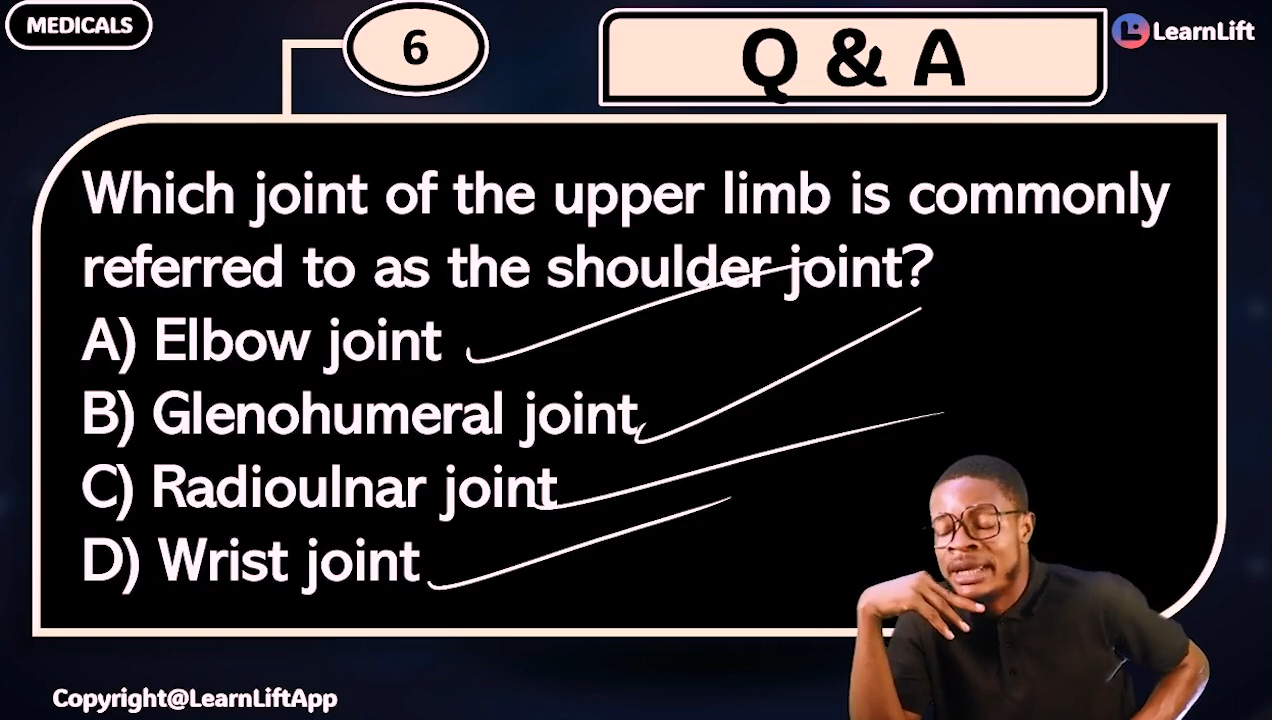 MEDICALS
6
Q & A
LearnLift
Which joint of the upper limb is commonly
referred to as the shoulder joint?
A) Elbow joint
B) Glenohumeral joint
C) Radioulnar joint
D) Wrist joint
Copyright@LearnLiftApp